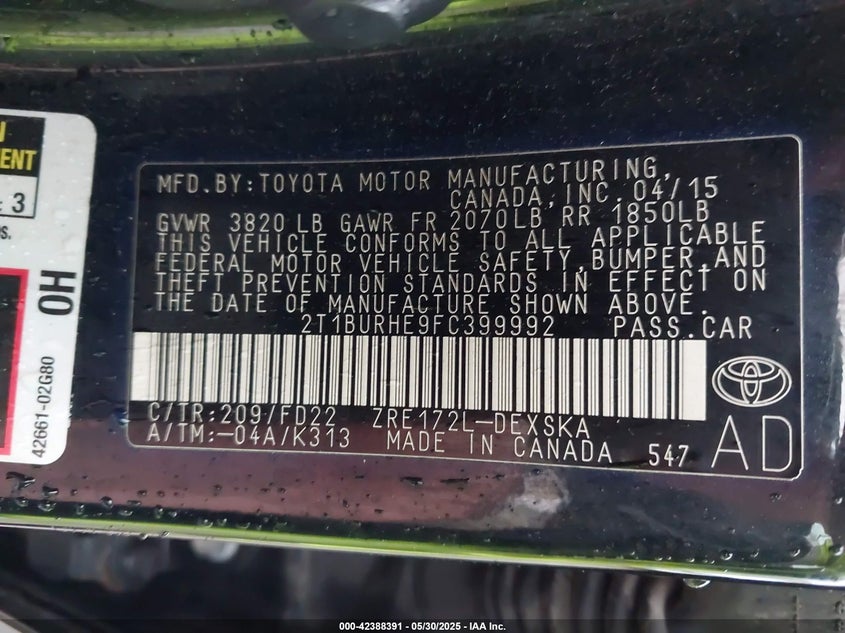 MFD.BY:TOYOTA MOTOR MANUFACTURING,
CANADA,INC. 04/15
GVWR 3820 LB GAWR FR 2070LB RR 1850LB
THIS VEHICLE CONFORMS TO ALL APPLICABLE
FEDERAL MOTOR VEHICLE SAFETY,BUMPER,AND
THEFT PREVENTION STANDARDS IN EFFECT ON
THE DATE OF MANUFACTURE SHOWN ABOVE.
2T1BURHE9FC399992 PASS.CAR
C/TR:209/FD22 ZRE172L-DEXSKA
A/TM:-04A/K313 MADE IN CANADA 547
AD
3
OH
42661-02G80
000-42388391 - 05/30/2025 - IAA Inc.